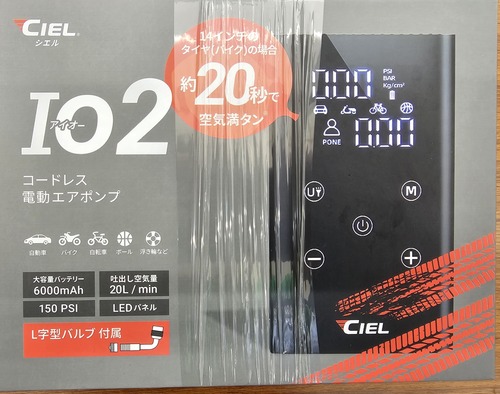 CIEL
シエル
14インチの
タイヤ(バイク)の場合
約20秒で
空気満タン
IO2
アイオー
コードレス
電動エアポンプ
自動車 バイク 自転車 ボール 浮き輪など
大容量バッテリー
6000mAh
吐出し空気量
20L / min
150 PSI
LEDパネル
L字型バルブ 付属
000
PSI
BAR
Kg/cm²
000
PONE
U
M
CIEL